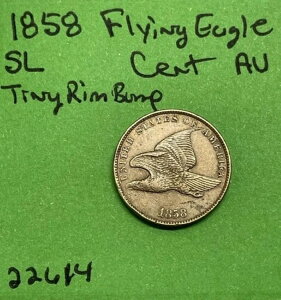 1858 Flying Eagle
SL Cent AU
Tiny Rim Bump
UNITED STATES OF AMERICA
1858
22614